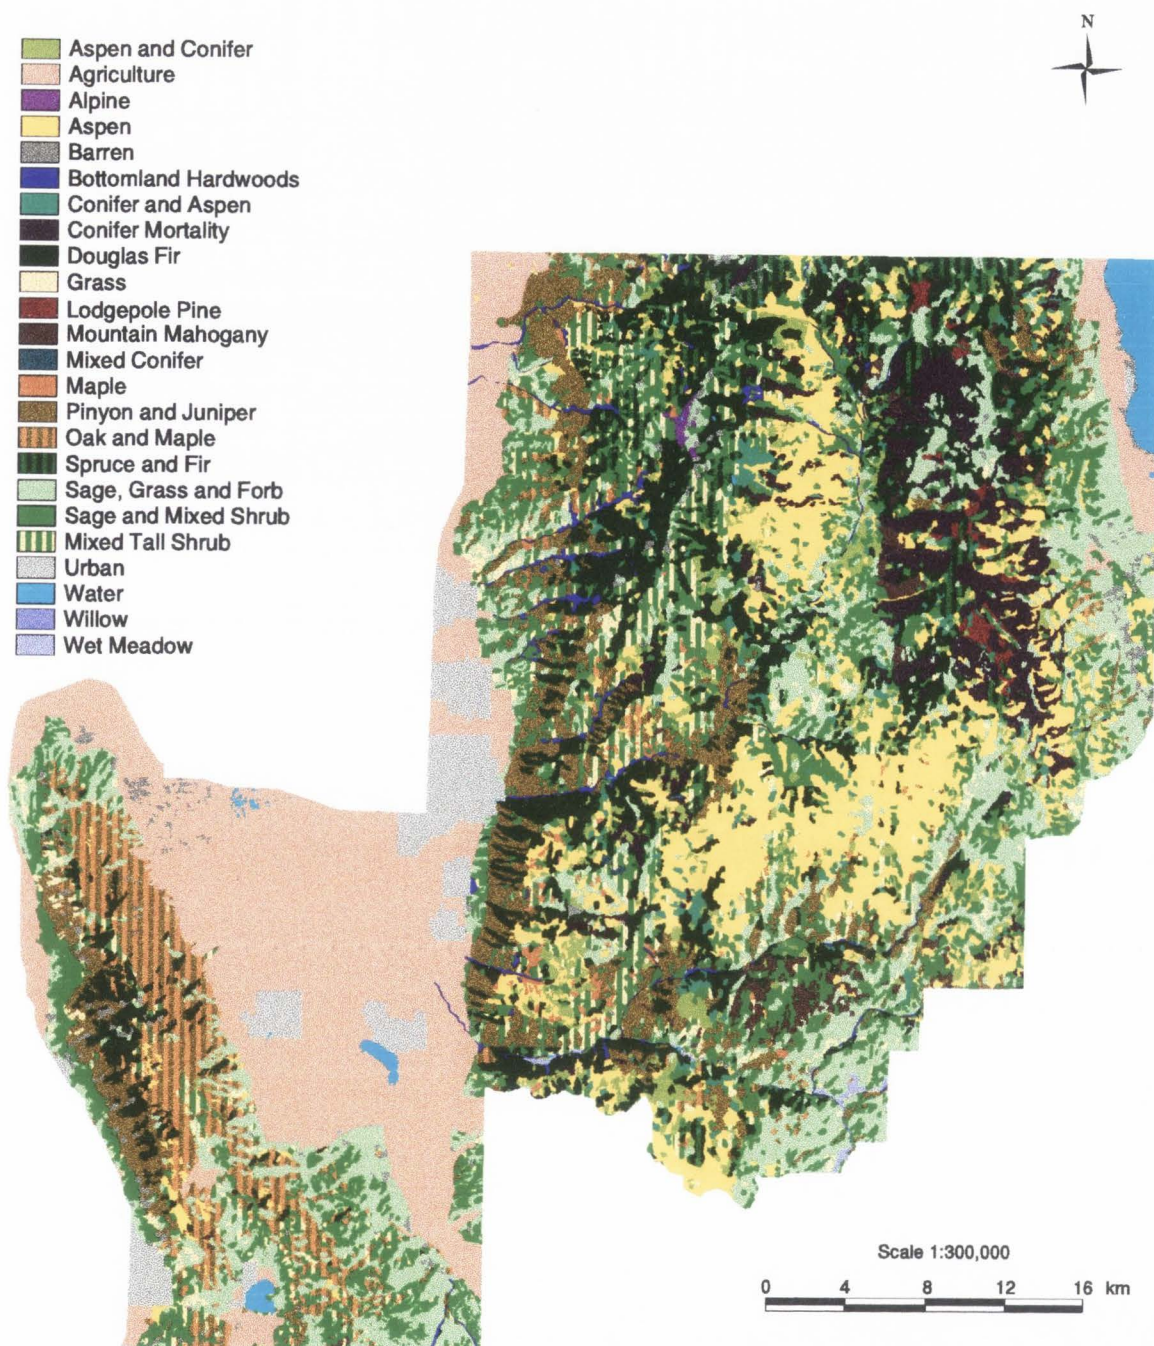 N
Aspen and Conifer
Agriculture
Alpine
Aspen
Barren
Bottomland Hardwoods
Conifer and Aspen
Conifer Mortality
Douglas Fir
Grass
Lodgepole Pine
Mountain Mahogany
Mixed Conifer
Maple
Pinyon and Juniper
Oak and Maple
Spruce and Fir
Sage, Grass and Forb
Sage and Mixed Shrub
Mixed Tall Shrub
Urban
Water
Willow
Wet Meadow
Scale 1:300,000
0 4 8 12 16 km